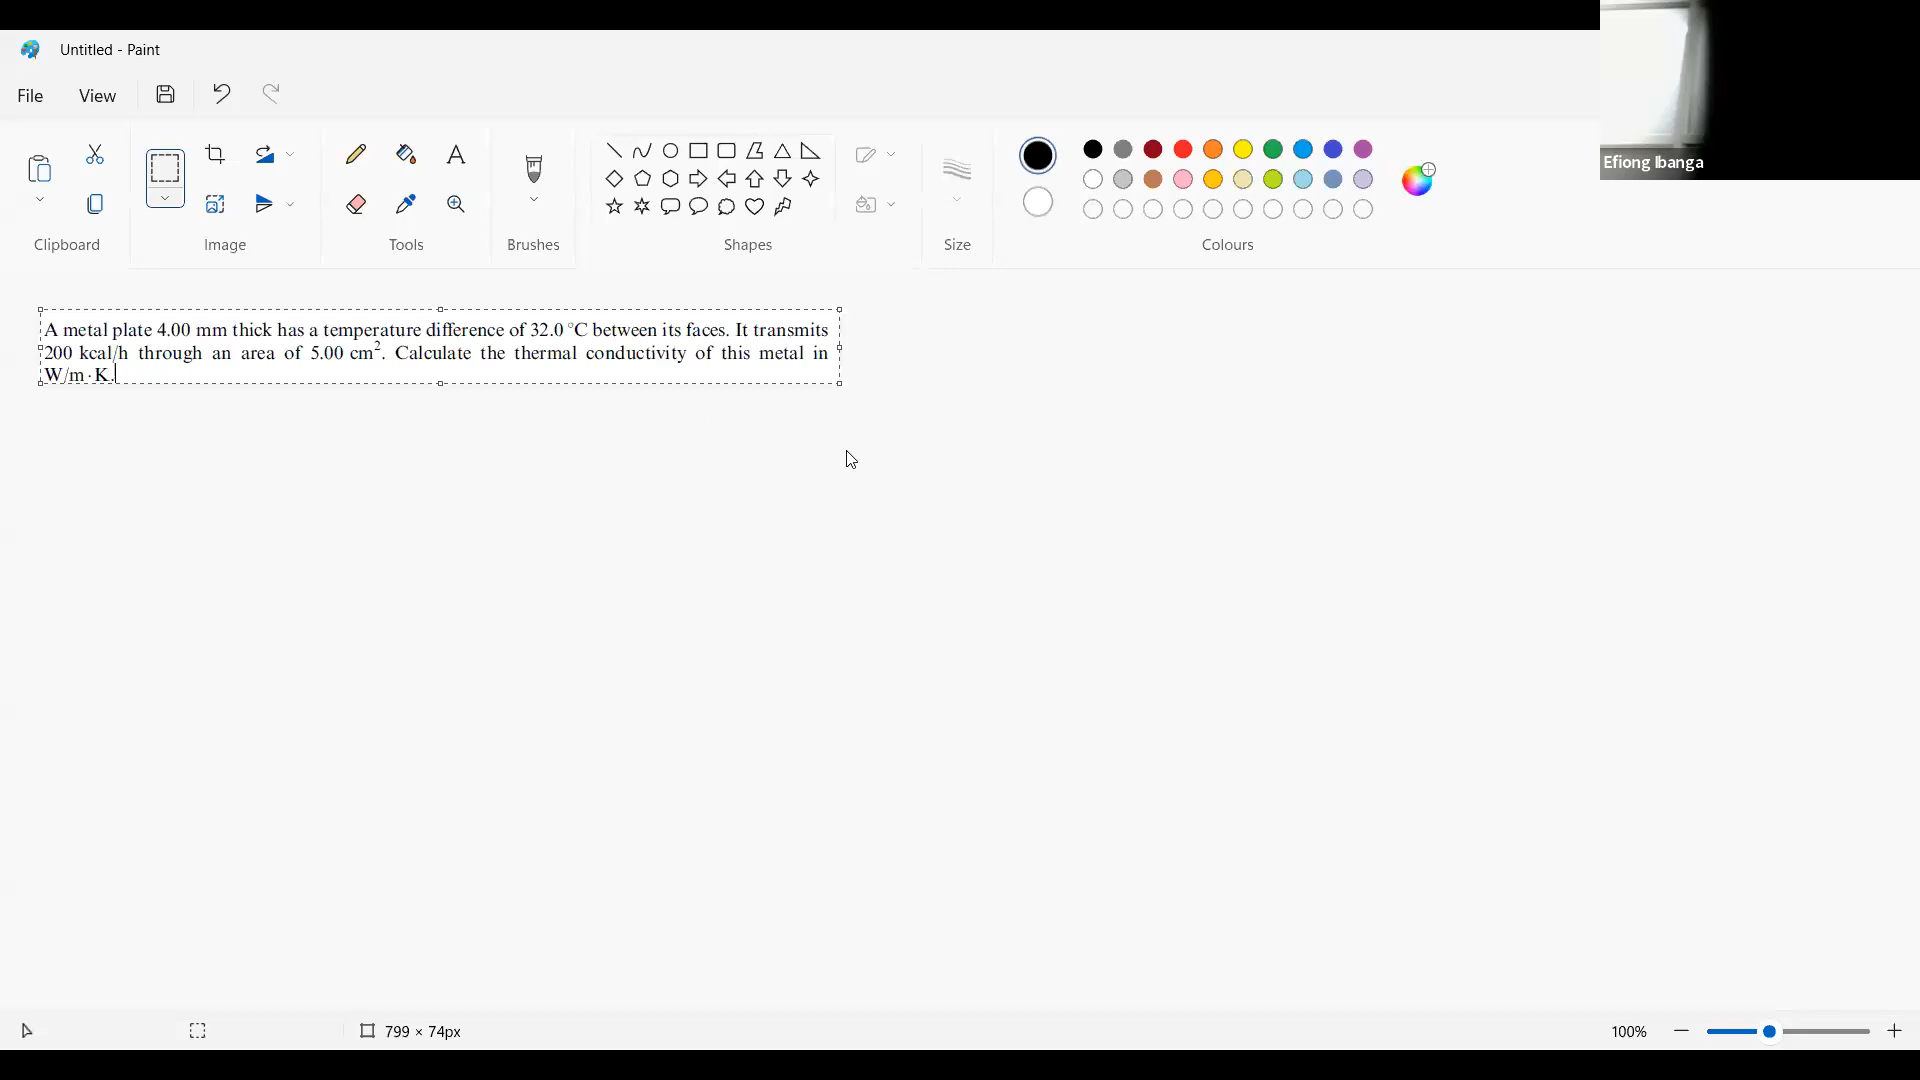 Untitled - Paint
File View
Clipboard Image Tools Brushes Shapes Size Colours
Efiong Ibanga
A metal plate 4.00 mm thick has a temperature difference of 32.0 °C between its faces. It transmits
200 kcal/h through an area of 5.00 cm². Calculate the thermal conductivity of this metal in
W/m·K.
799 × 74px
100%